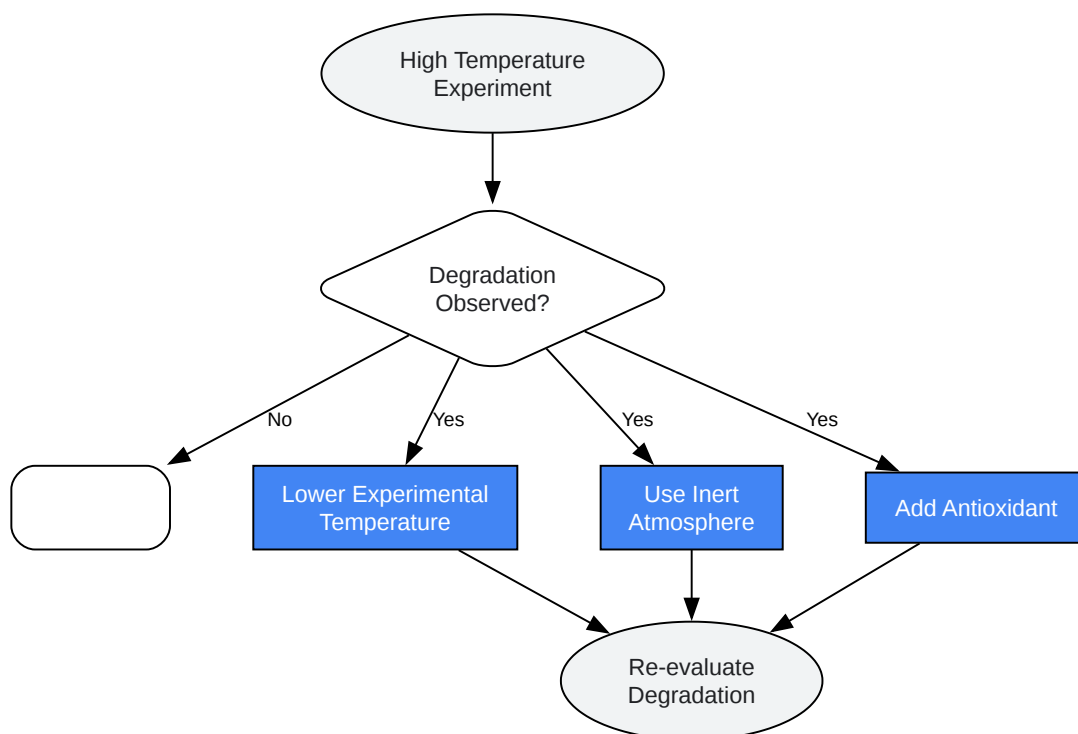 High Temperature
Experiment
Degradation
Observed?
No
Yes
Yes
Yes
Lower Experimental
Temperature
Use Inert
Atmosphere
Add Antioxidant
Re-evaluate
Degradation